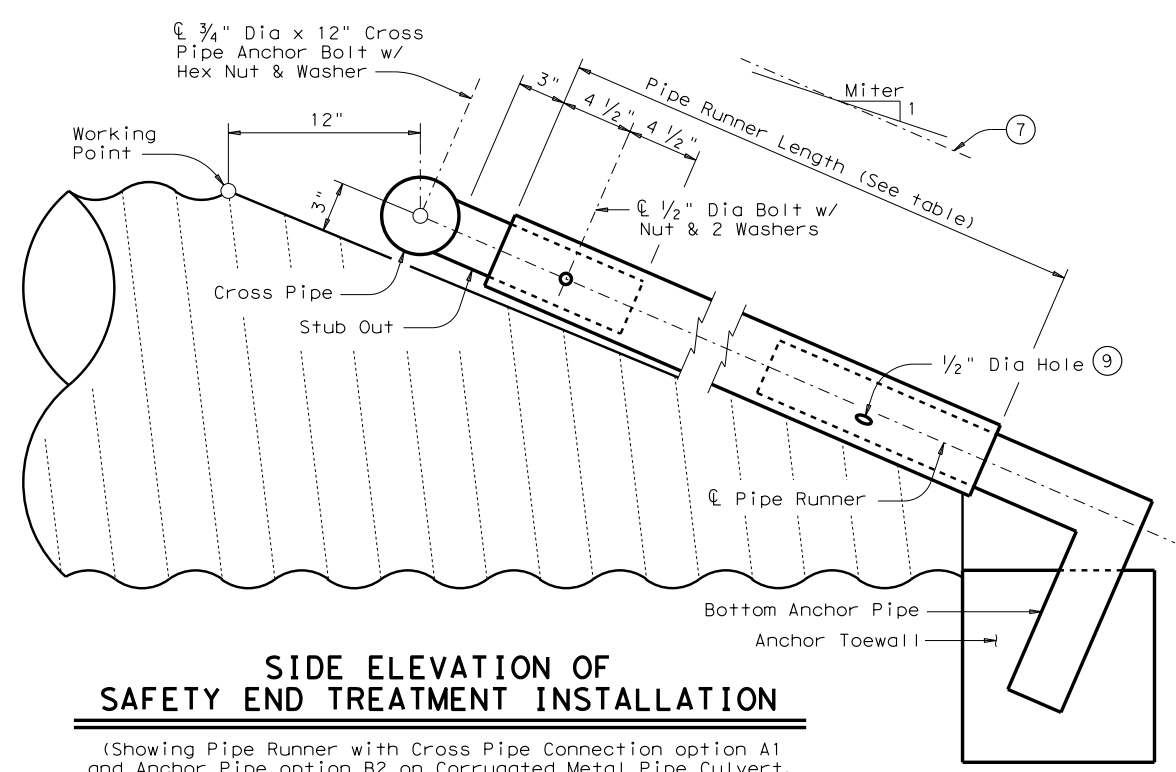 ℄ ¾" Dia x 12" Cross
Pipe Anchor Bolt w/
Hex Nut & Washer
3"
4 ½"
4 ½"
Pipe Runner Length (See table)
Miter
1
7
Working
Point
12"
3"
℄ ½" Dia Bolt w/
Nut & 2 Washers
Cross Pipe
Stub Out
½" Dia Hole 9
℄ Pipe Runner
Bottom Anchor Pipe
Anchor Toewall
SIDE ELEVATION OF
SAFETY END TREATMENT INSTALLATION
(Showing Pipe Runner with Cross Pipe Connection option A1
and Anchor Pipe option B2 on Corrugated Metal Pipe Culvert.